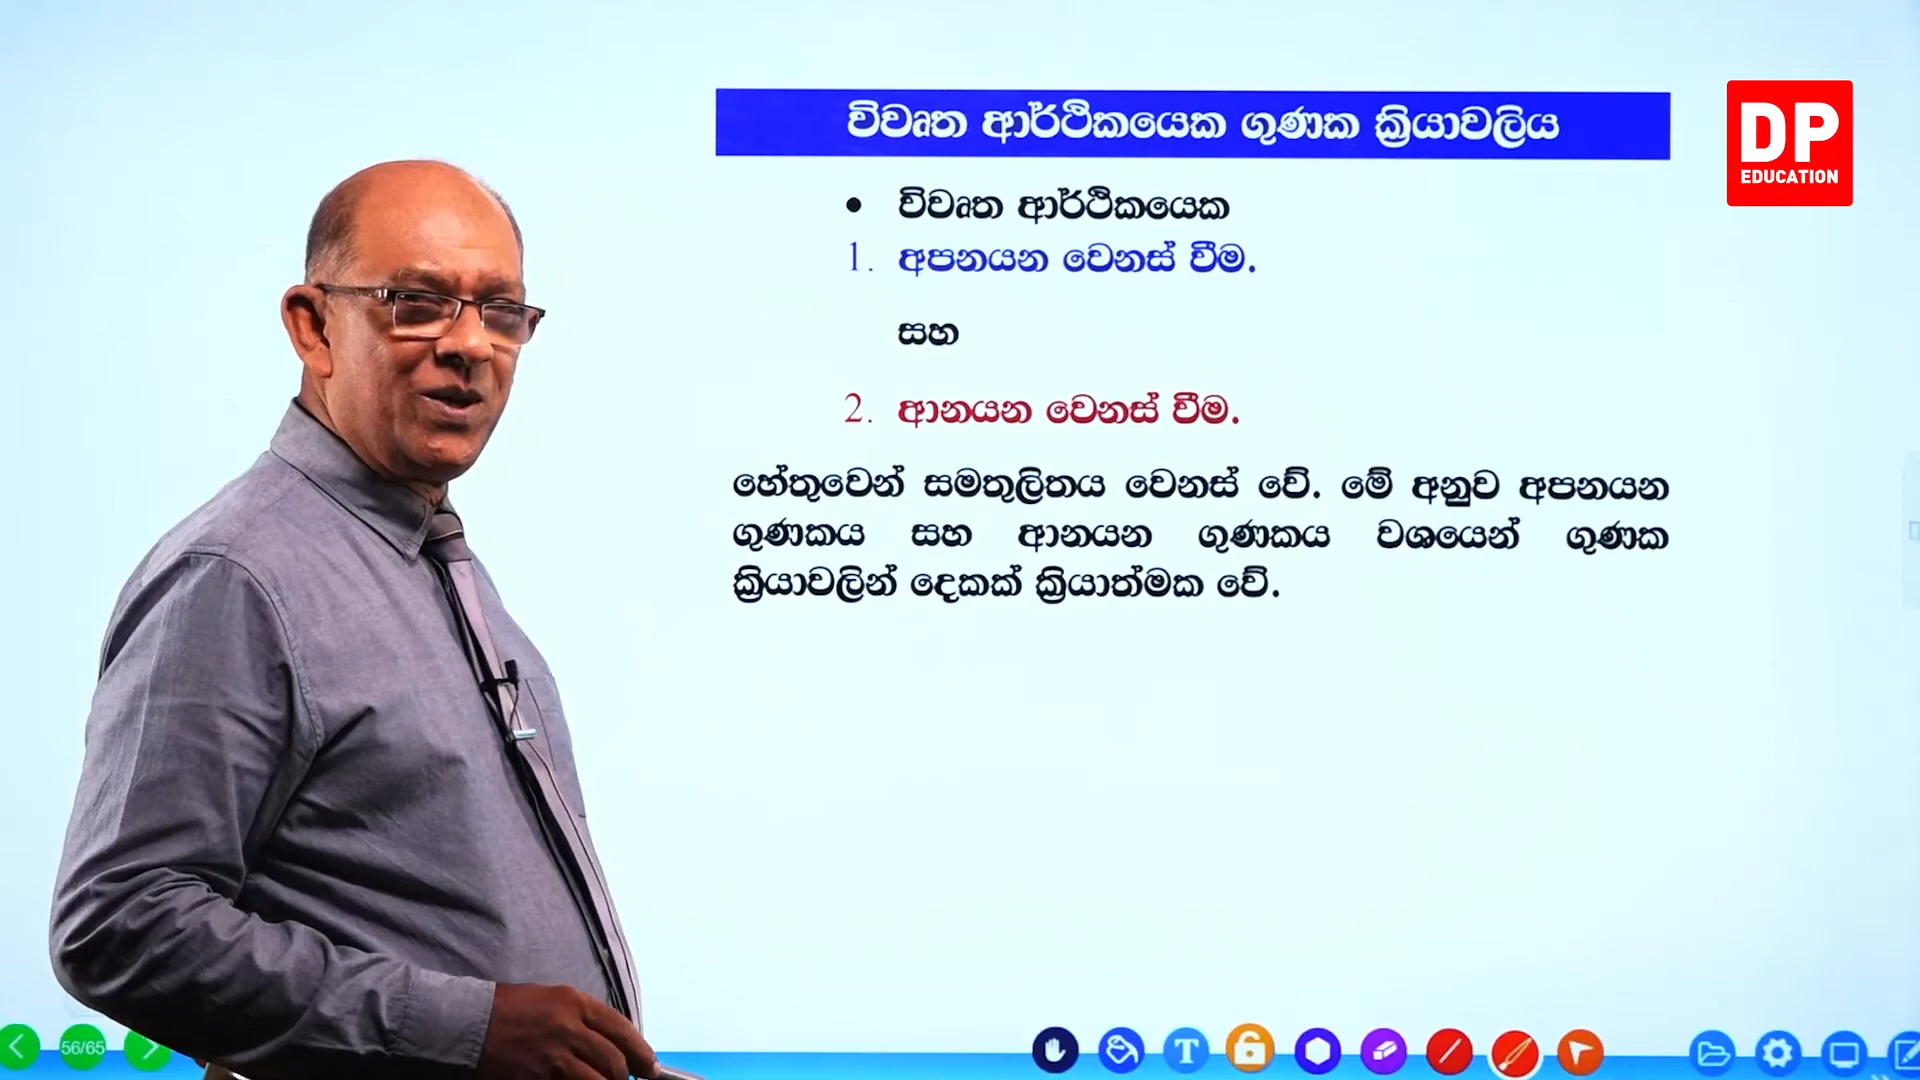 විවෘත ආර්ථිකයෙක ගුණක ක්‍රියාවලිය
DP
EDUCATION
• විවෘත ආර්ථිකයෙක
1. අපනයන වෙනස් වීම.
සහ
2. ආනයන වෙනස් වීම.
හේතුවෙන් සමතුලිතය වෙනස් වේ. මේ අනුව අපනයන
ගුණකය සහ ආනයන ගුණකය වශයෙන් ගුණක
ක්‍රියාවලින් දෙකක් ක්‍රියාත්මක වේ.
56/65